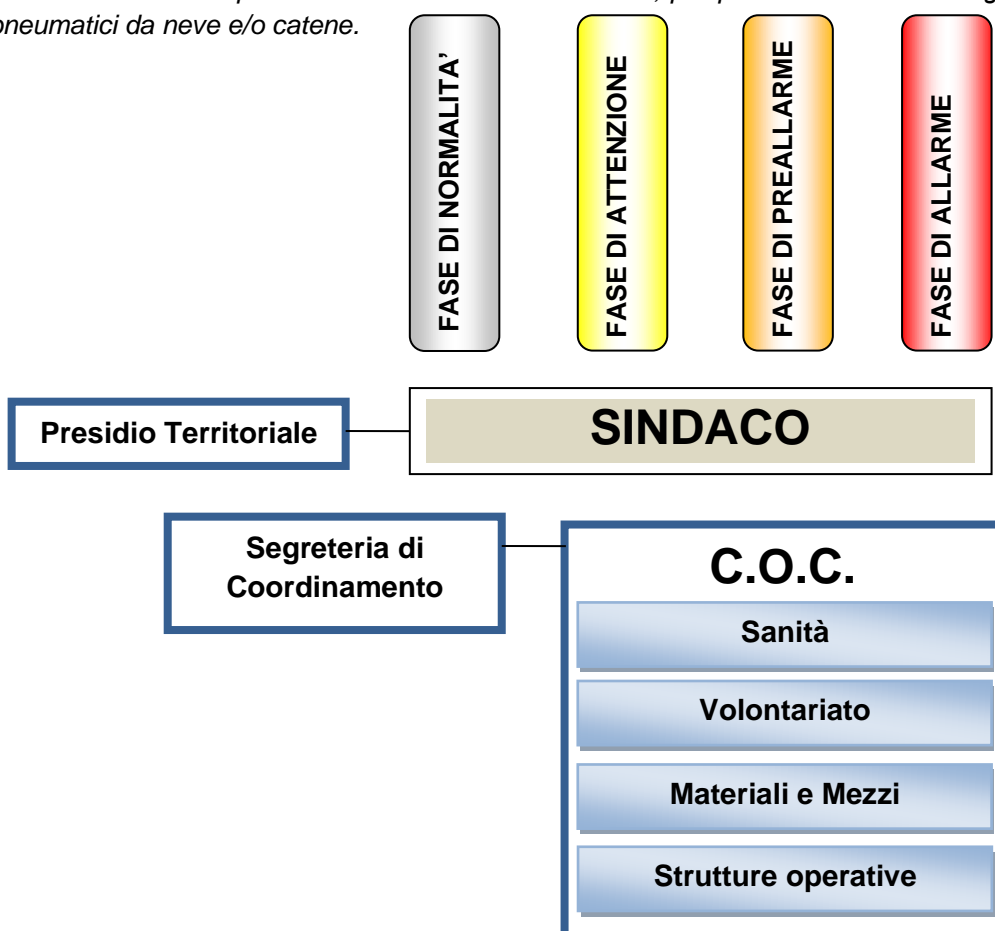 pneumatici da neve e/o catene.
FASE DI NORMALITA’
FASE DI ATTENZIONE
FASE DI PREALLARME
FASE DI ALLARME
Presidio Territoriale
SINDACO
Segreteria di
Coordinamento
C.O.C.
Sanità
Volontariato
Materiali e Mezzi
Strutture operative